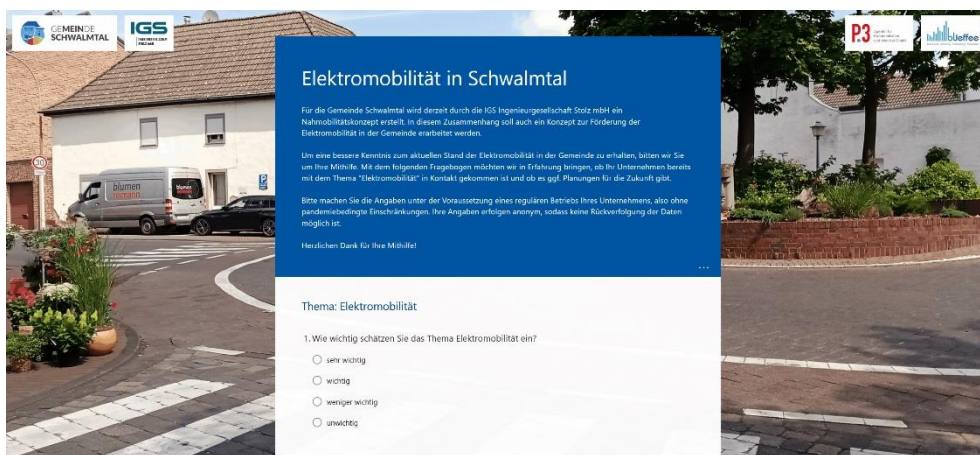 GEMEINDE
SCHWALMTAL
IGS
P3
blueffee
Elektromobilität in Schwalmtal
Für die Gemeinde Schwalmtal wird derzeit durch die IGS Ingenieurgesellschaft Stolz mbH ein
Nahmobilitätskonzept erstellt. In diesem Zusammenhang soll auch ein Konzept zur Förderung der
Elektromobilität in der Gemeinde erarbeitet werden.
Um eine bessere Kenntnis zum aktuellen Stand der Elektromobilität in der Gemeinde zu erhalten, bitten wir Sie
um Ihre Mithilfe. Mit dem folgenden Fragebogen möchten wir in Erfahrung bringen, ob Ihr Unternehmen bereits
mit dem Thema "Elektromobilität" in Kontakt gekommen ist und ob es ggf. Planungen für die Zukunft gibt.
Bitte machen Sie die Angaben unter der Voraussetzung eines regulären Betriebs Ihres Unternehmens, also ohne
pandemiebedingte Einschränkungen. Ihre Angaben erfolgen anonym, sodass keine Rückverfolgung der Daten
möglich ist.
Herzlichen Dank für Ihre Mithilfe!
...
30
blumen
niemann
blumen
P
Thema: Elektromobilität
1. Wie wichtig schätzen Sie das Thema Elektromobilität ein?
sehr wichtig
wichtig
weniger wichtig
unwichtig